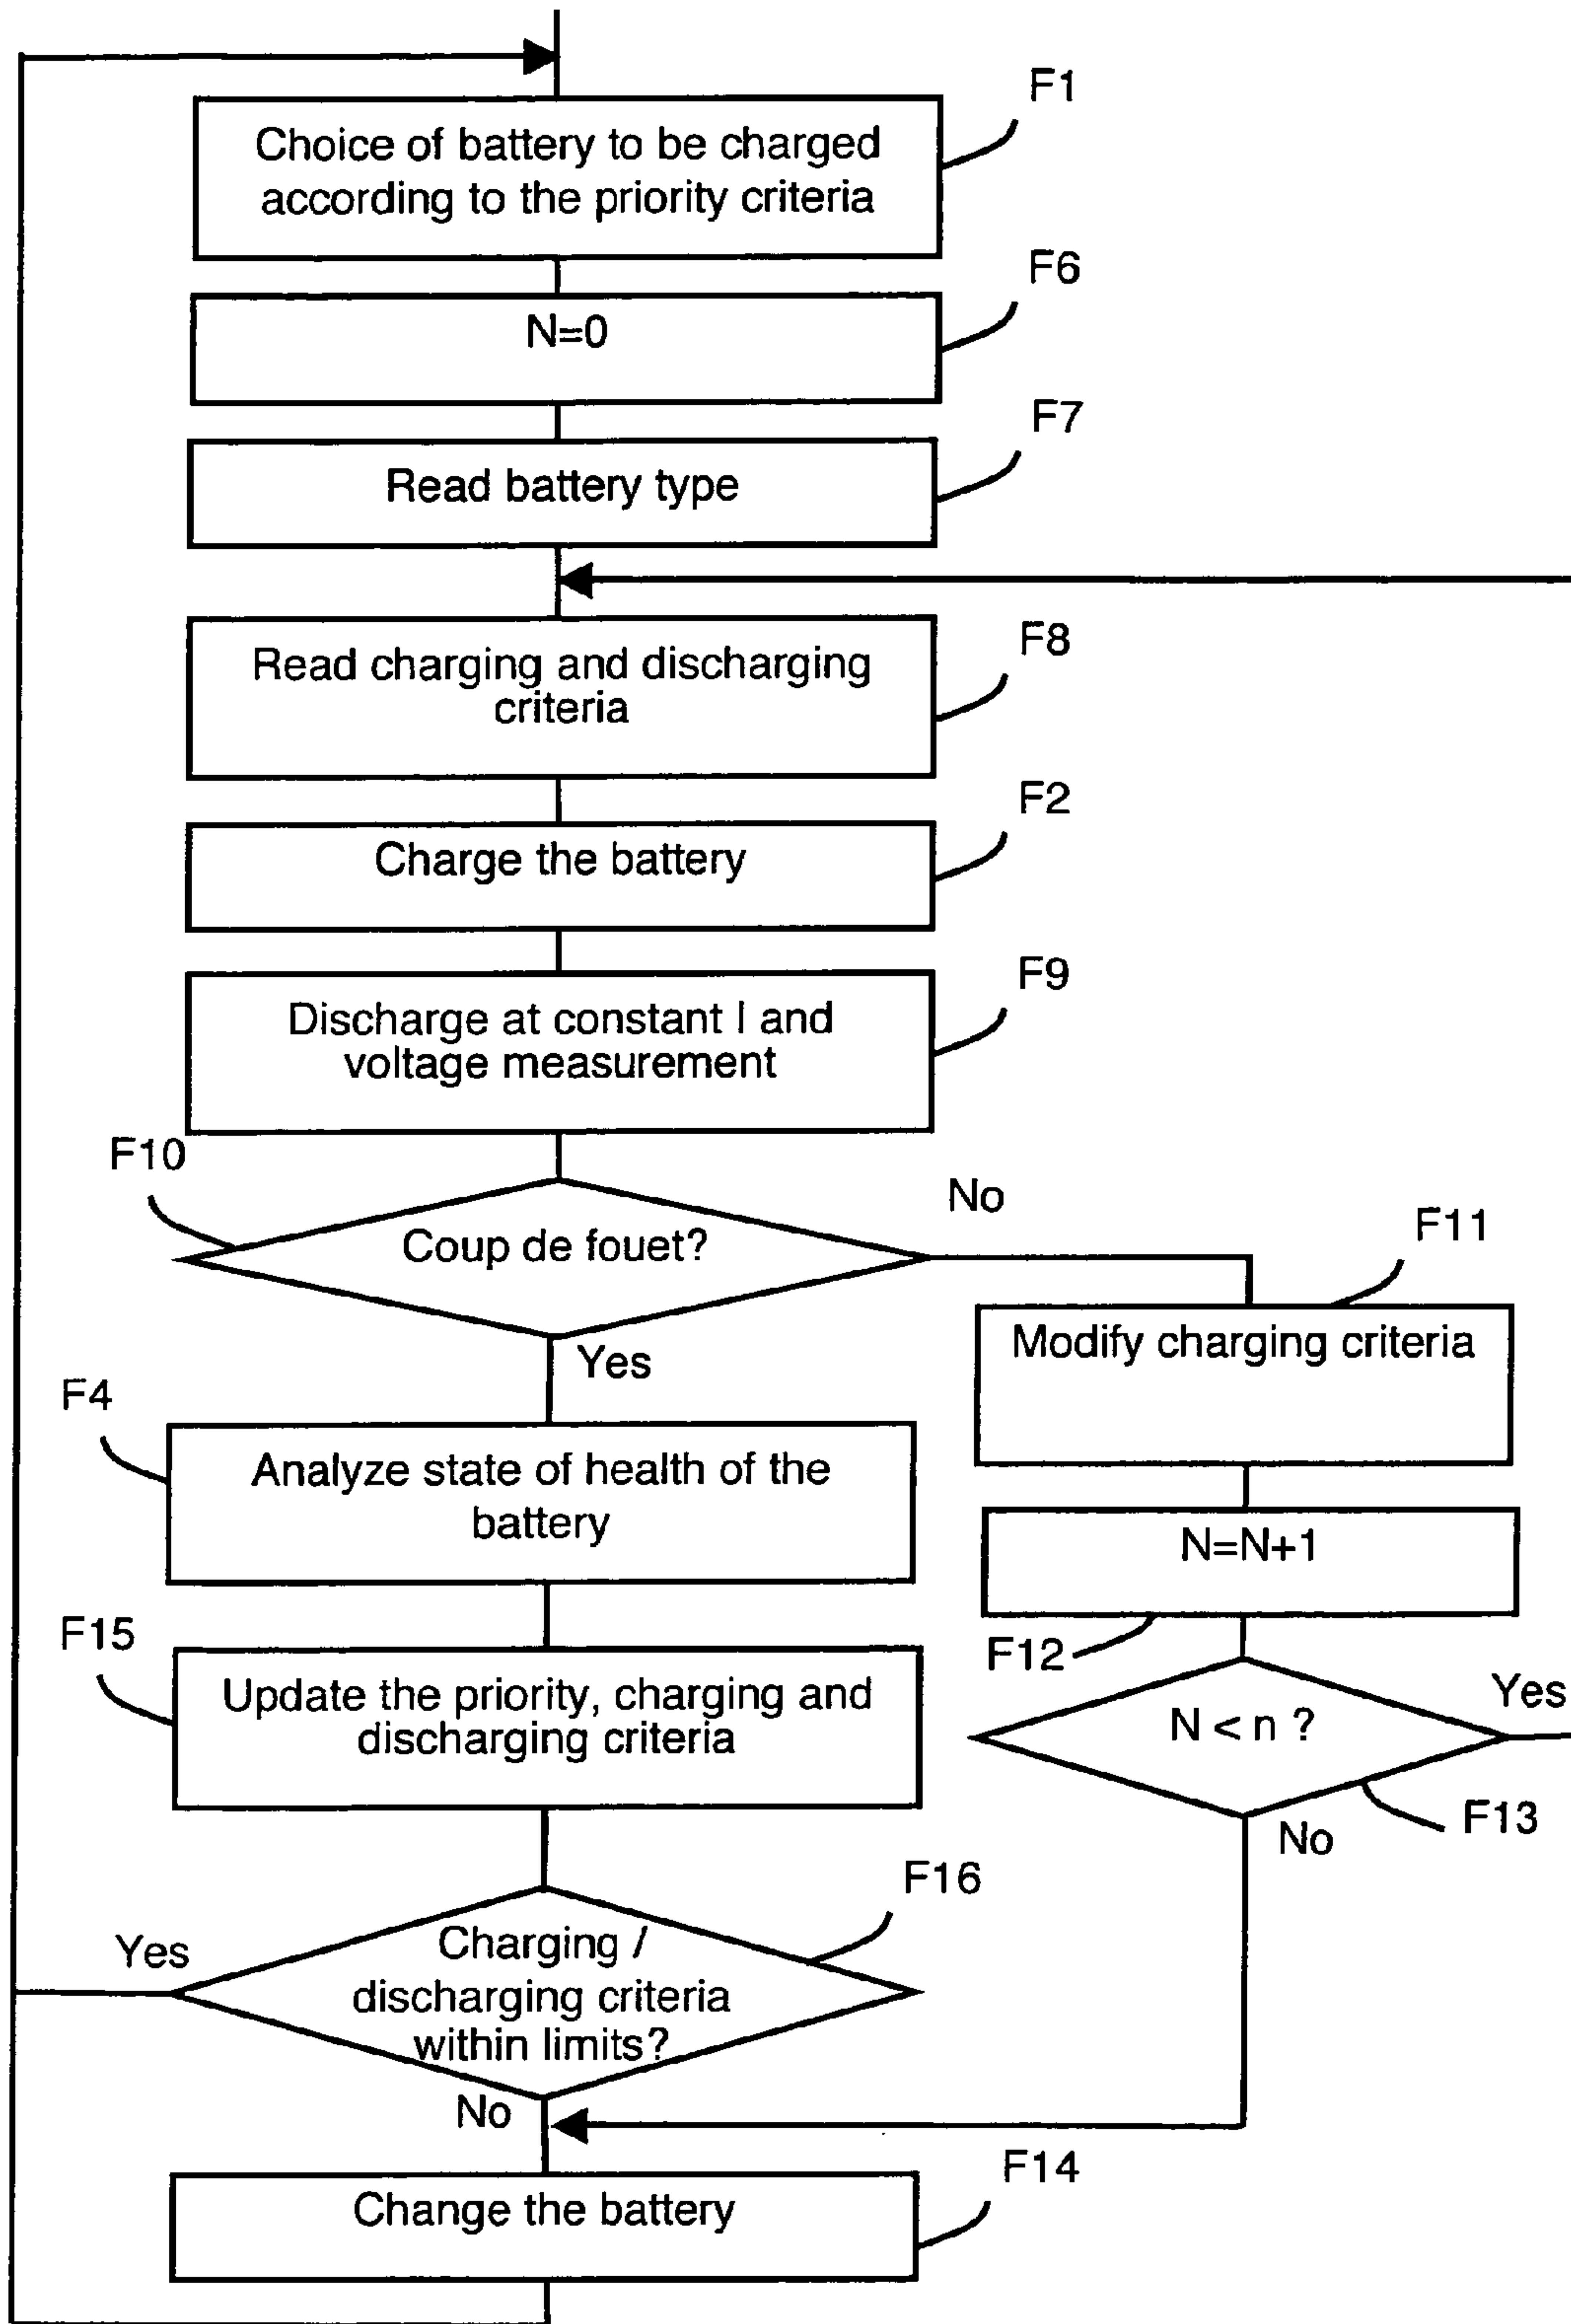 F1
Choice of battery to be charged
according to the priority criteria
F6
N=0
F7
Read battery type
F8
Read charging and discharging
criteria
F2
Charge the battery
F9
Discharge at constant I and
voltage measurement
F10
No
Coup de fouet?
F11
Yes
Modify charging criteria
F4
Analyze state of health of the
battery
N=N+1
F15
F12
Update the priority, charging and
discharging criteria
Yes
N < n ?
F13
No
F16
Yes
Charging /
discharging criteria
within limits?
No
F14
Change the battery